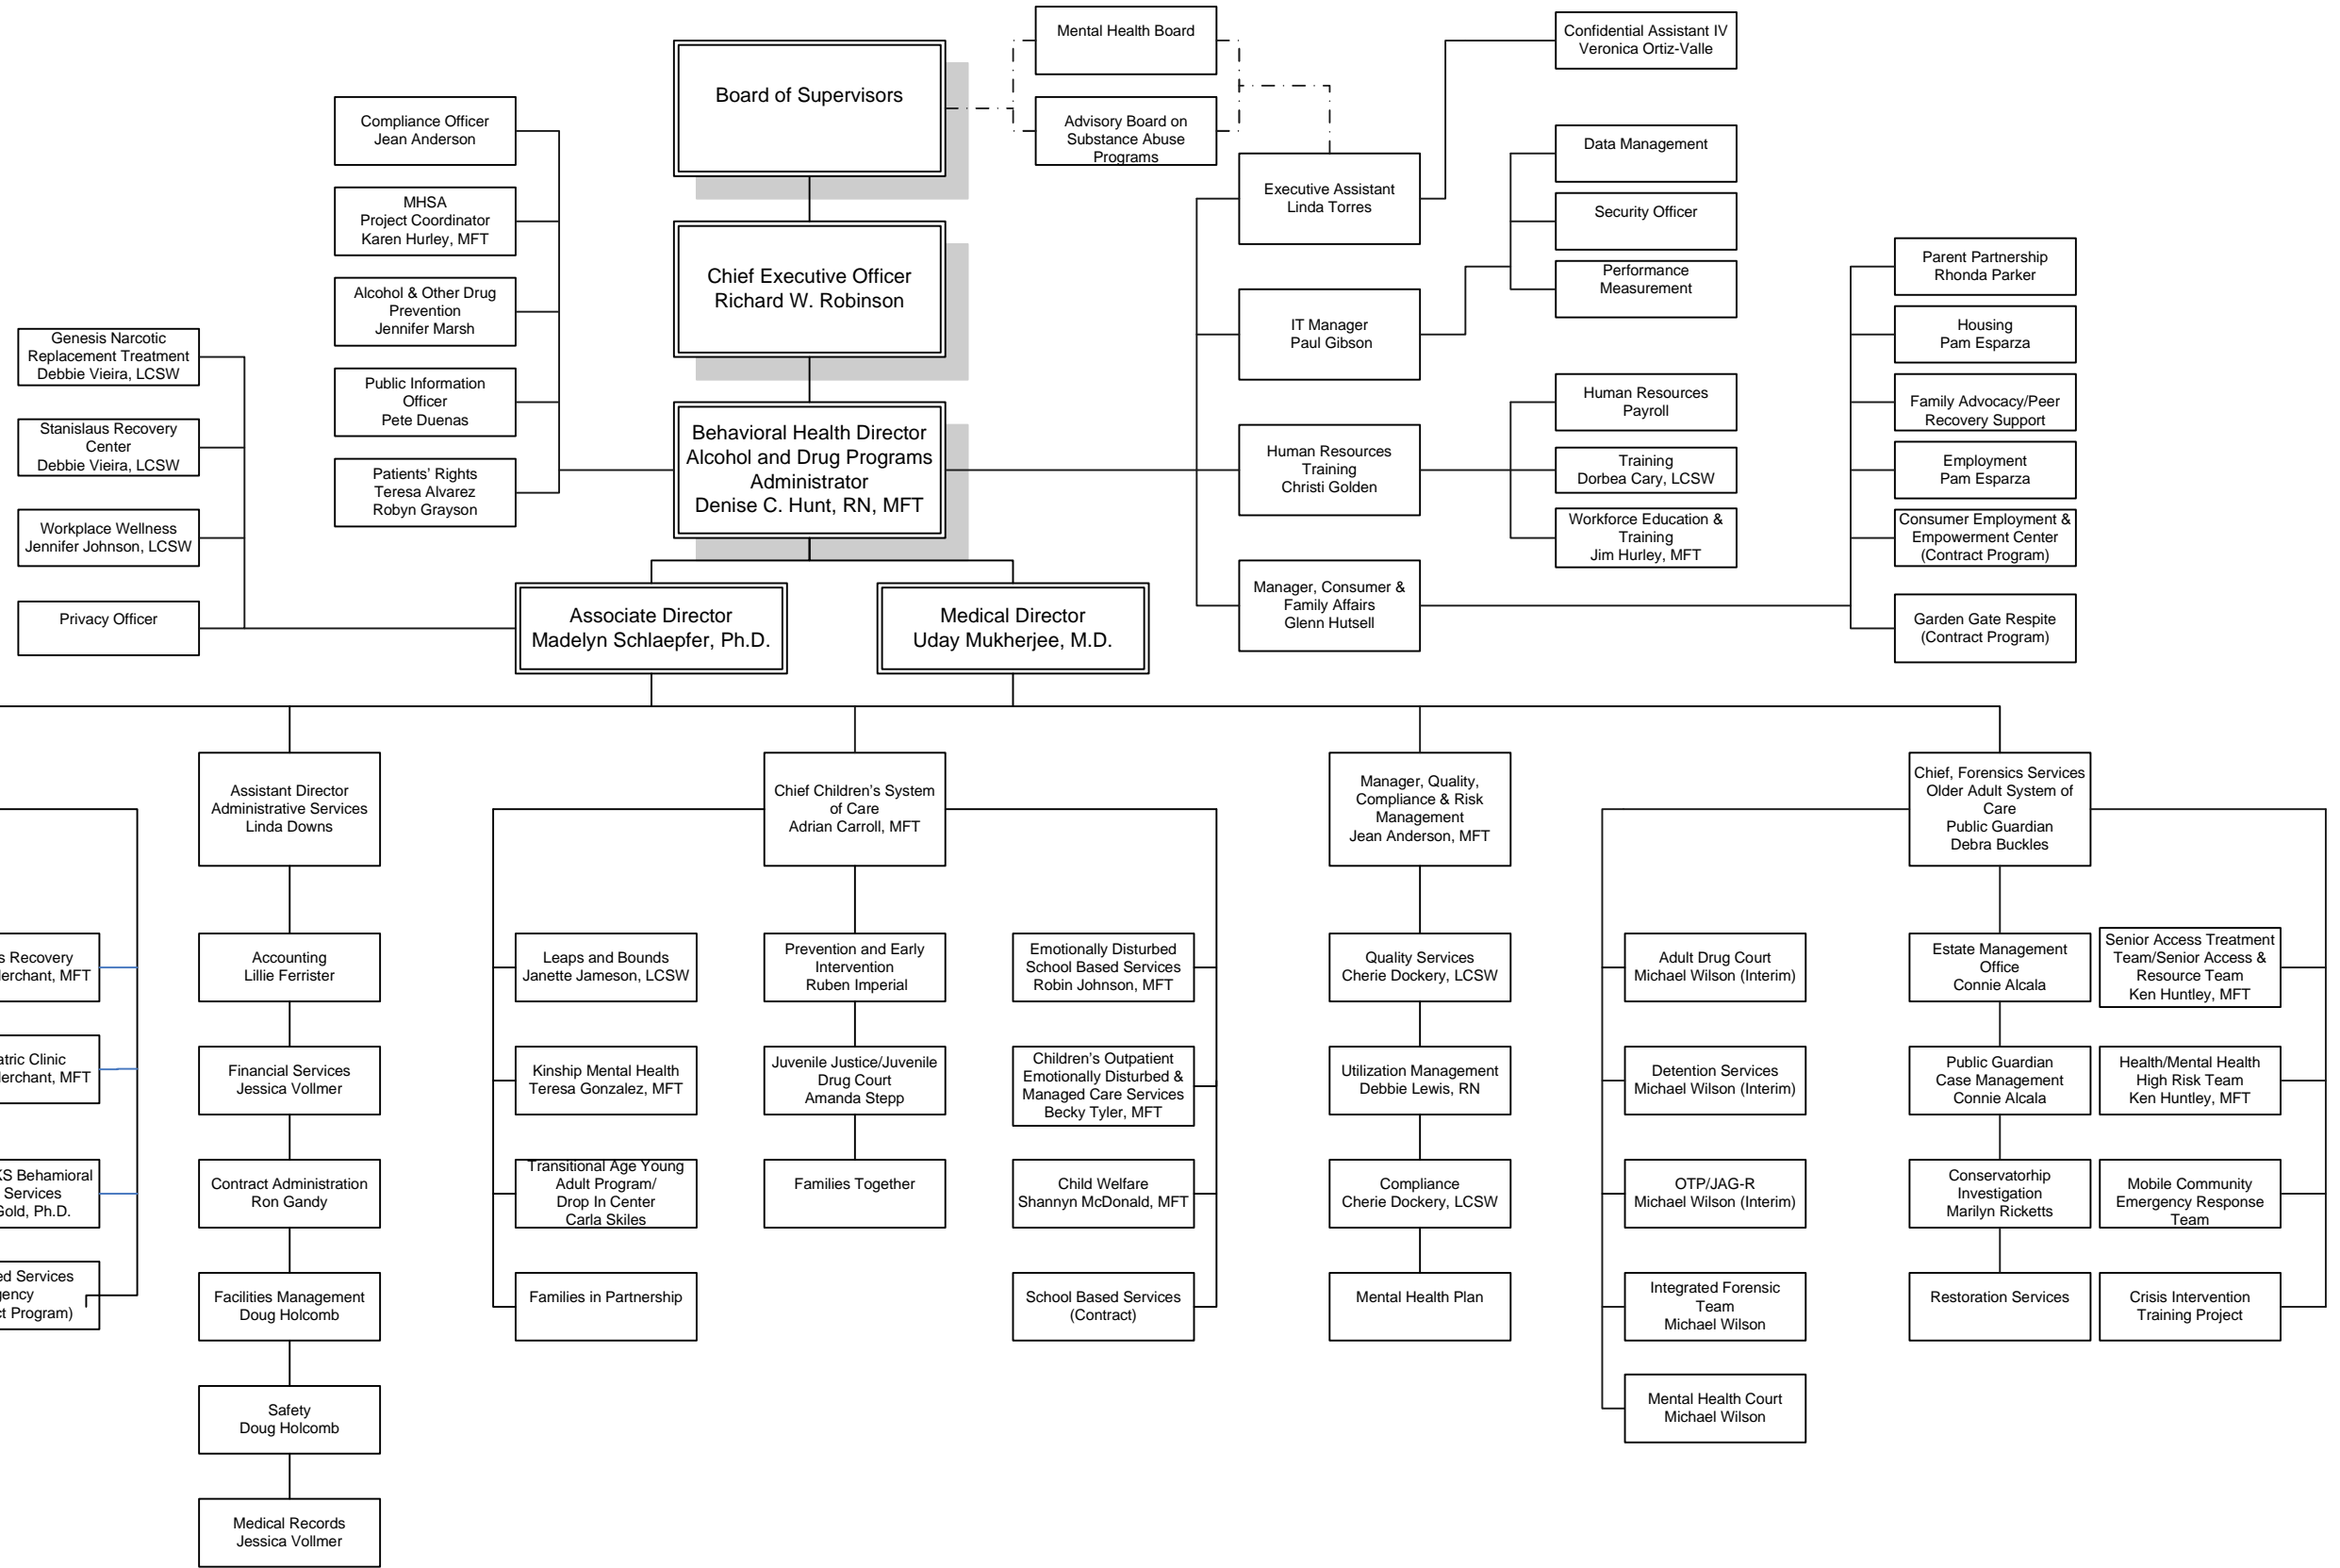 Mental Health Board
Confidential Assistant IV
Veronica Ortiz-Valle
Board of Supervisors
Compliance Officer
Jean Anderson
Advisory Board on
Substance Abuse
Programs
Data Management
MHSA
Project Coordinator
Karen Hurley, MFT
Executive Assistant
Linda Torres
Security Officer
Chief Executive Officer
Richard W. Robinson
Parent Partnership
Rhonda Parker
Performance
Measurement
Alcohol & Other Drug
Prevention
Jennifer Marsh
IT Manager
Paul Gibson
Housing
Pam Esparza
Genesis Narcotic
Replacement Treatment
Debbie Vieira, LCSW
Public Information
Officer
Pete Duenas
Human Resources
Payroll
Family Advocacy/Peer
Recovery Support
Stanislaus Recovery
Center
Debbie Vieira, LCSW
Behavioral Health Director
Alcohol and Drug Programs
Administrator
Denise C. Hunt, RN, MFT
Human Resources
Training
Christi Golden
Training
Dorbea Cary, LCSW
Employment
Pam Esparza
Patients’ Rights
Teresa Alvarez
Robyn Grayson
Workplace Wellness
Jennifer Johnson, LCSW
Workforce Education &
Training
Jim Hurley, MFT
Consumer Employment &
Empowerment Center
(Contract Program)
Privacy Officer
Associate Director
Madelyn Schlaepfer, Ph.D.
Medical Director
Uday Mukherjee, M.D.
Manager, Consumer &
Family Affairs
Glenn Hutsell
Garden Gate Respite
(Contract Program)
Assistant Director
Administrative Services
Linda Downs
Chief Children’s System
of Care
Adrian Carroll, MFT
Manager, Quality,
Compliance & Risk
Management
Jean Anderson, MFT
Chief, Forensics Services
Older Adult System of
Care
Public Guardian
Debra Buckles
s Recovery
erchant, MFT
Accounting
Lillie Ferrister
Leaps and Bounds
Janette Jameson, LCSW
Prevention and Early
Intervention
Ruben Imperial
Emotionally Disturbed
School Based Services
Robin Johnson, MFT
Quality Services
Cherie Dockery, LCSW
Adult Drug Court
Michael Wilson (Interim)
Estate Management
Office
Connie Alcala
Senior Access Treatment
Team/Senior Access &
Resource Team
Ken Huntley, MFT
atric Clinic
erchant, MFT
Financial Services
Jessica Vollmer
Kinship Mental Health
Teresa Gonzalez, MFT
Juvenile Justice/Juvenile
Drug Court
Amanda Stepp
Children’s Outpatient
Emotionally Disturbed &
Managed Care Services
Becky Tyler, MFT
Utilization Management
Debbie Lewis, RN
Detention Services
Michael Wilson (Interim)
Public Guardian
Case Management
Connie Alcala
Health/Mental Health
High Risk Team
Ken Huntley, MFT
KS Behamioral
Services
Gold, Ph.D.
Contract Administration
Ron Gandy
Transitional Age Young
Adult Program/
Drop In Center
Carla Skiles
Families Together
Child Welfare
Shannyn McDonald, MFT
Compliance
Cherie Dockery, LCSW
OTP/JAG-R
Michael Wilson (Interim)
Conservatorhip
Investigation
Marilyn Ricketts
Mobile Community
Emergency Response
Team
ed Services
gency
ct Program)
Facilities Management
Doug Holcomb
Families in Partnership
School Based Services
(Contract)
Mental Health Plan
Integrated Forensic
Team
Michael Wilson
Restoration Services
Crisis Intervention
Training Project
Safety
Doug Holcomb
Mental Health Court
Michael Wilson
Medical Records
Jessica Vollmer